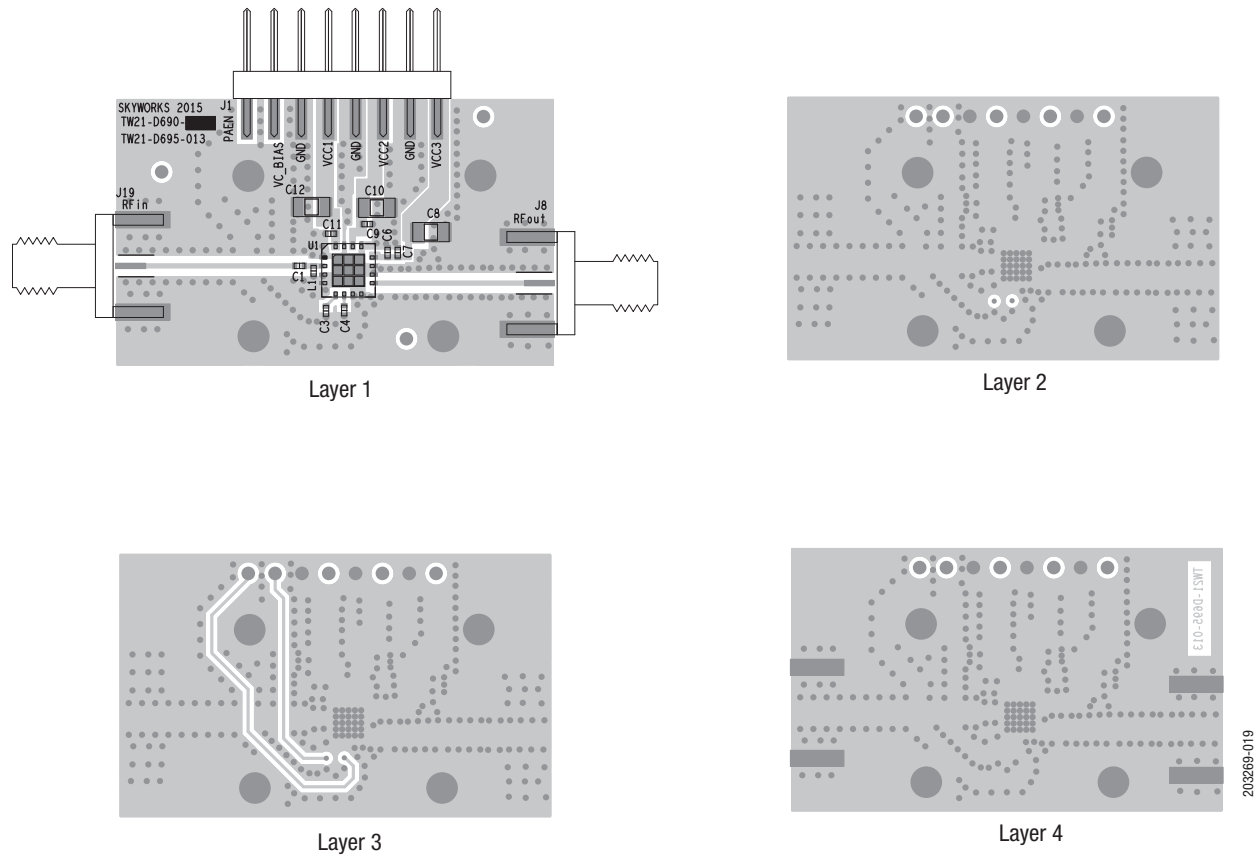 SKYWORKS 2015
TW21-D690-
TW21-D695-013
J1
PAEN
VC_BIAS
GND
VCC1
GND
VCC2
GND
VCC3
J19
RFin
C12
C10
C8
J8
RFout
C11
C9
C6
C7
U1
C1
L1
C3
C4
Layer 1
Layer 2
Layer 3
TW21-D695-013
Layer 4
203269-019